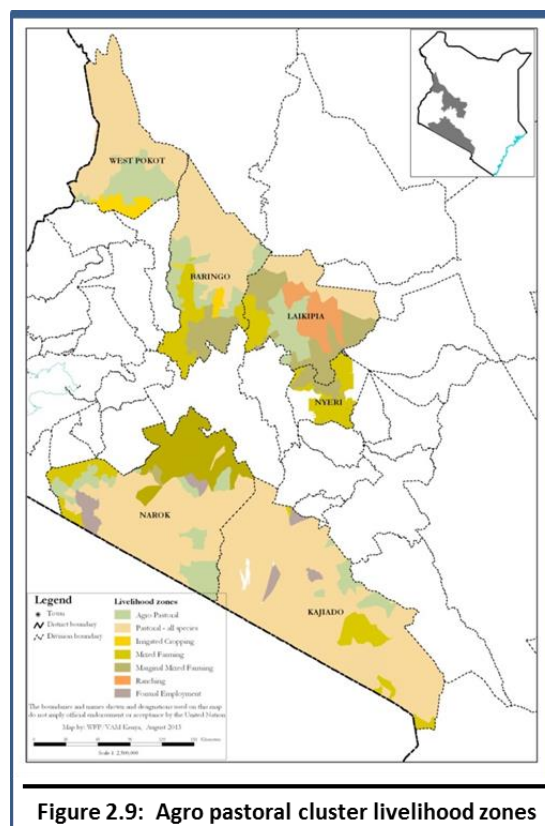 WEST POKOT
BARINGO
LAIKIPIA
NYERI
NAROK
KAJIADO
Legend
Towns
District boundary
Division boundary
Livelihood zones
Agro Pastoral
Pastoral - all species
Irrigated Cropping
Mixed Farming
Marginal Mixed Farming
Ranching
Formal Employment
The boundaries and names shown and designations used on this map
do not imply official endorsement or acceptance by the United Nation
Map by: WFP/VAM Kenya, August 2013
Figure 2.9: Agro pastoral cluster livelihood zones